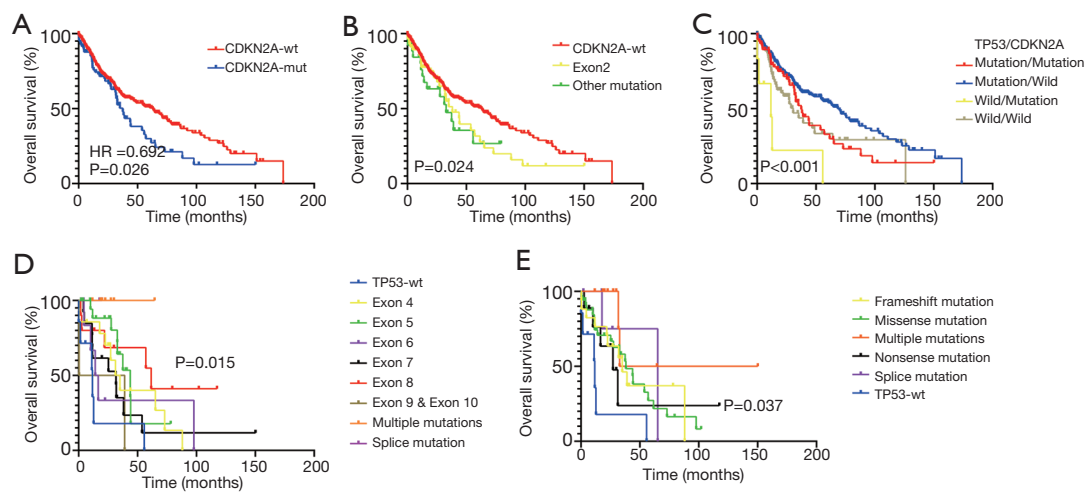 A
Overall survival (%)
100
50
0
0 50 100 150 200
Time (months)
CDKN2A-wt
CDKN2A-mut
HR =0.692
P=0.026
B
Overall survival (%)
100
50
0
0 50 100 150 200
Time (months)
CDKN2A-wt
Exon2
Other mutation
P=0.024
C
Overall survival (%)
100
50
0
0 50 100 150 200
Time (months)
TP53/CDKN2A
Mutation/Mutation
Mutation/Wild
Wild/Mutation
Wild/Wild
P<0.001
D
Overall survival (%)
100
50
0
0 50 100 150 200
Time (months)
P=0.015
TP53-wt
Exon 4
Exon 5
Exon 6
Exon 7
Exon 8
Exon 9 & Exon 10
Multiple mutations
Splice mutation
E
Overall survival (%)
100
50
0
0 50 100 150 200
Time (months)
P=0.037
Frameshift mutation
Missense mutation
Multiple mutations
Nonsense mutation
Splice mutation
TP53-wt